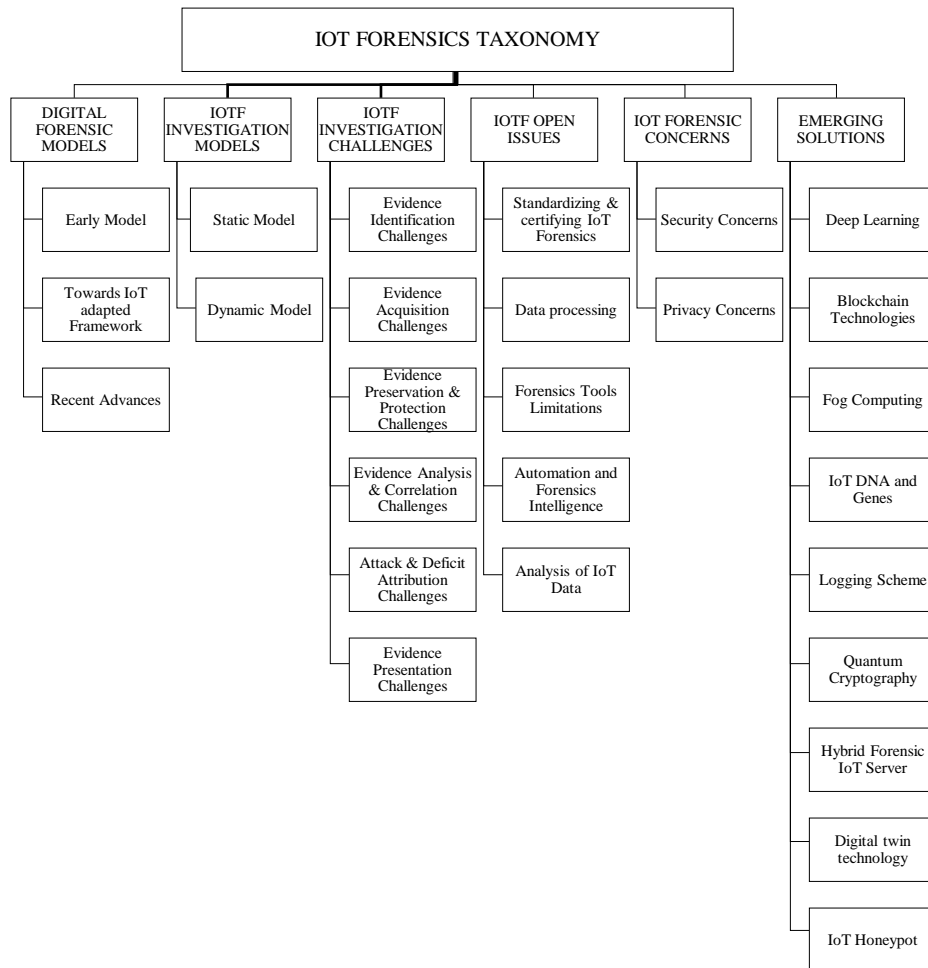 IOT FORENSICS TAXONOMY
DIGITAL
FORENSIC
MODELS
Early Model
Towards IoT
adapted
Framework
Recent Advances
IOTF
INVESTIGATION
MODELS
Static Model
Dynamic Model
IOTF
INVESTIGATION
CHALLENGES
Evidence
Identification
Challenges
Evidence
Acquisition
Challenges
Evidence
Preservation &
Protection
Challenges
Evidence Analysis
& Correlation
Challenges
Attack & Deficit
Attribution
Challenges
Evidence
Presentation
Challenges
IOTF OPEN
ISSUES
Standardizing &
certifying IoT
Forensics
Data processing
Forensics Tools
Limitations
Automation and
Forensics
Intelligence
Analysis of IoT
Data
IOT FORENSIC
CONCERNS
Security Concerns
Privacy Concerns
EMERGING
SOLUTIONS
Deep Learning
Blockchain
Technologies
Fog Computing
IoT DNA and
Genes
Logging Scheme
Quantum
Cryptography
Hybrid Forensic
IoT Server
Digital twin
technology
IoT Honeypot